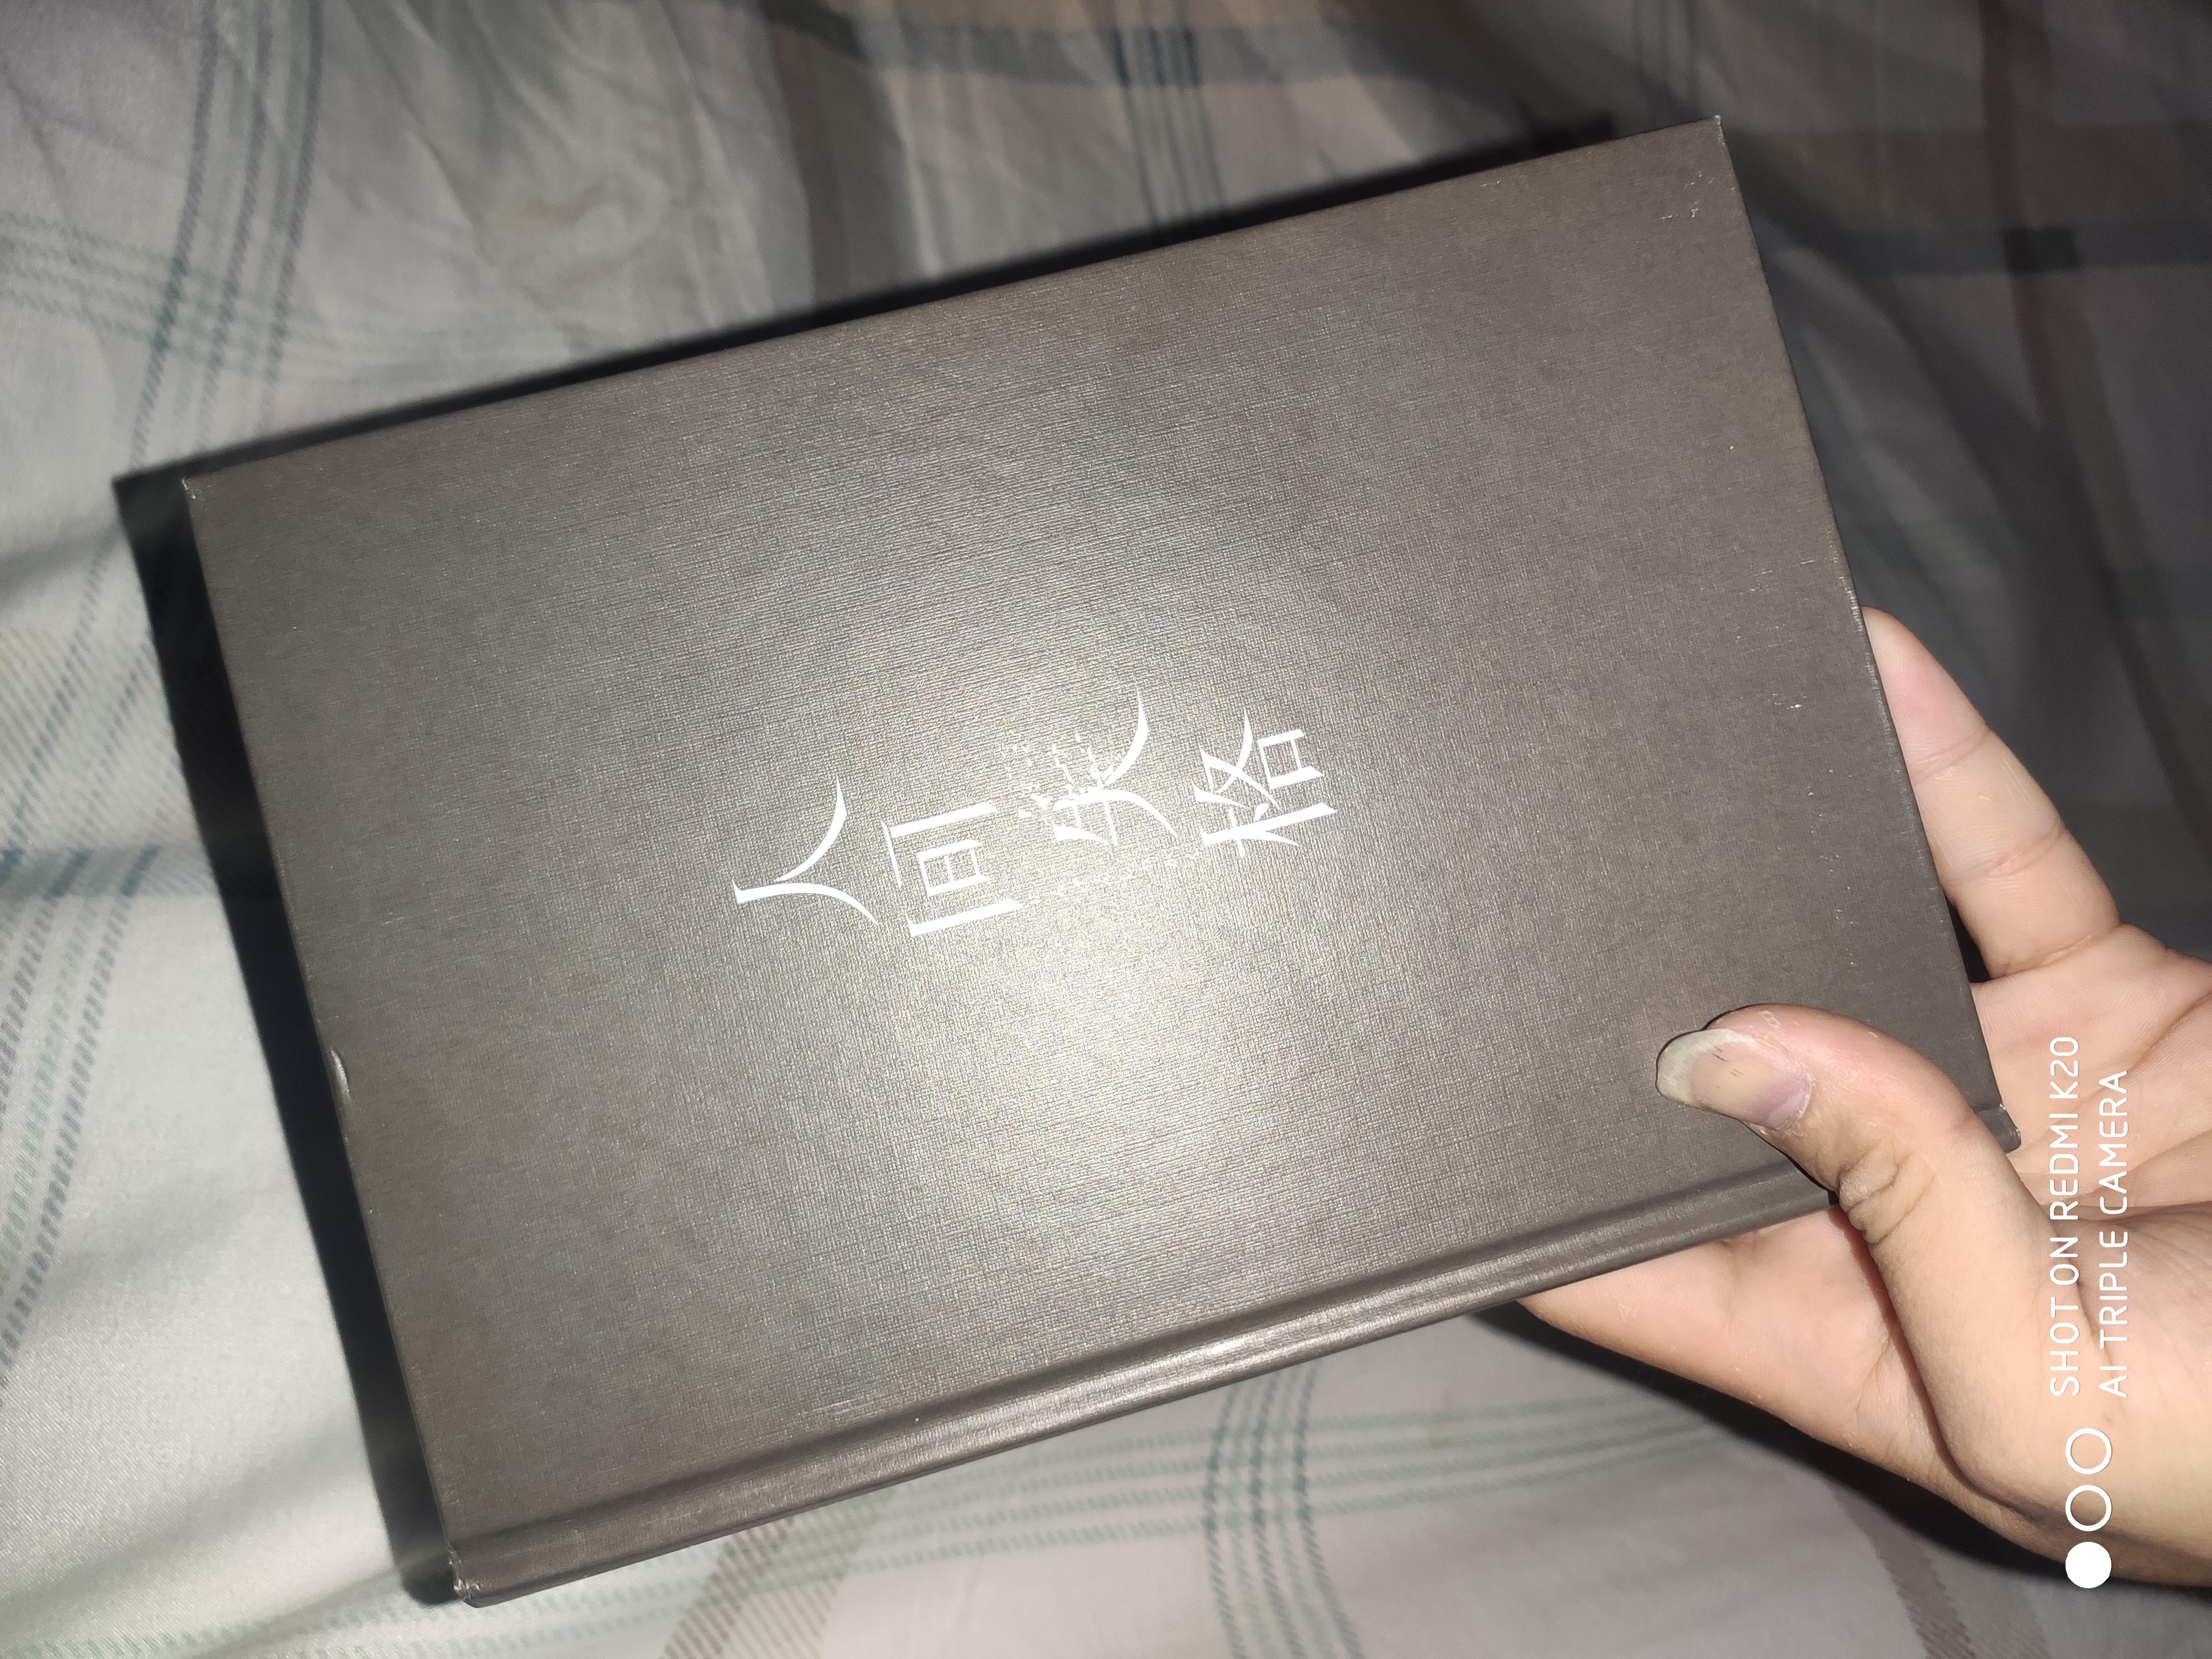 人间失格
SHOT ON REDMI K20
AI TRIPLE CAMERA